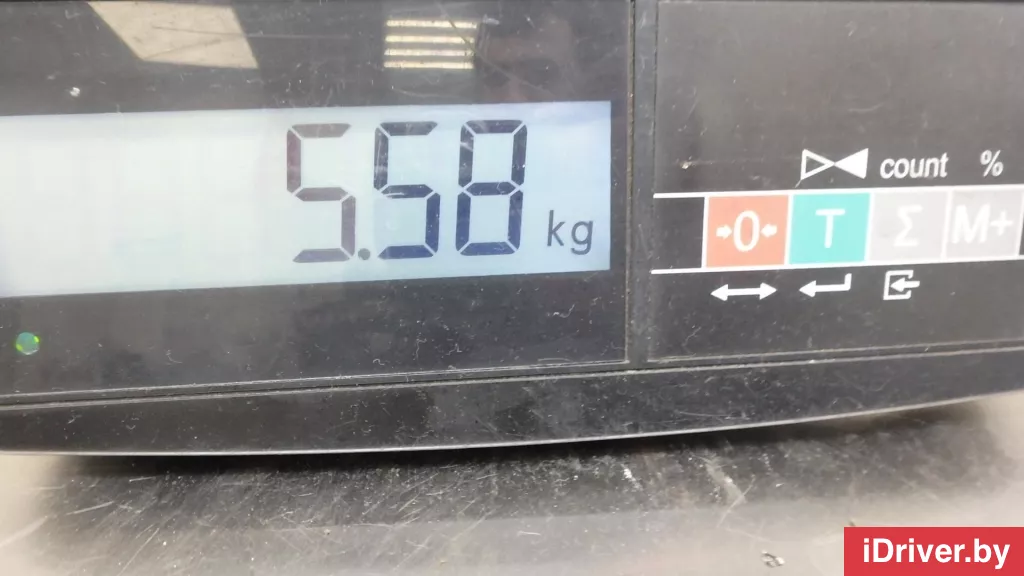 5.58 kg
count %
→0← T Σ M+
iDriver.by